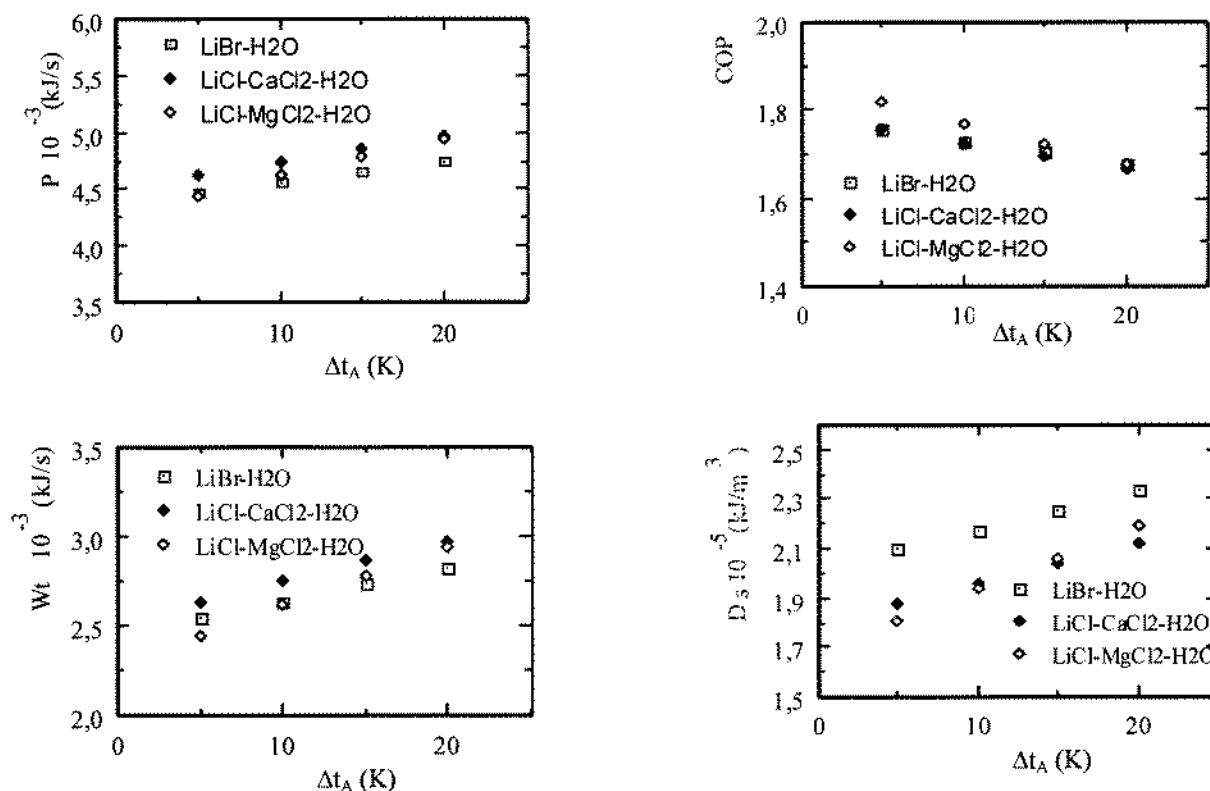 P 10 ⁻³ (kJ/s)
6,0
5,5
5,0
4,5
4,0
3,5
LiBr-H2O
LiCl-CaCl2-H2O
LiCl-MgCl2-H2O
0
10
20
Δt_A (K)
COP
2,0
1,8
1,6
1,4
LiBr-H2O
LiCl-CaCl2-H2O
LiCl-MgCl2-H2O
0
10
20
Δt_A (K)
Wt 10 ⁻³ (kJ/s)
3,5
3,0
2,5
2,0
LiBr-H2O
LiCl-CaCl2-H2O
LiCl-MgCl2-H2O
0
10
20
Δt_A (K)
D s 10 ⁻⁵ (kJ/m ³
2,5
2,3
2,1
1,9
1,7
1,5
LiBr-H2O
LiCl-CaCl2-H2O
LiCl-MgCl2-H2O
0
10
20
Δt_A (K)